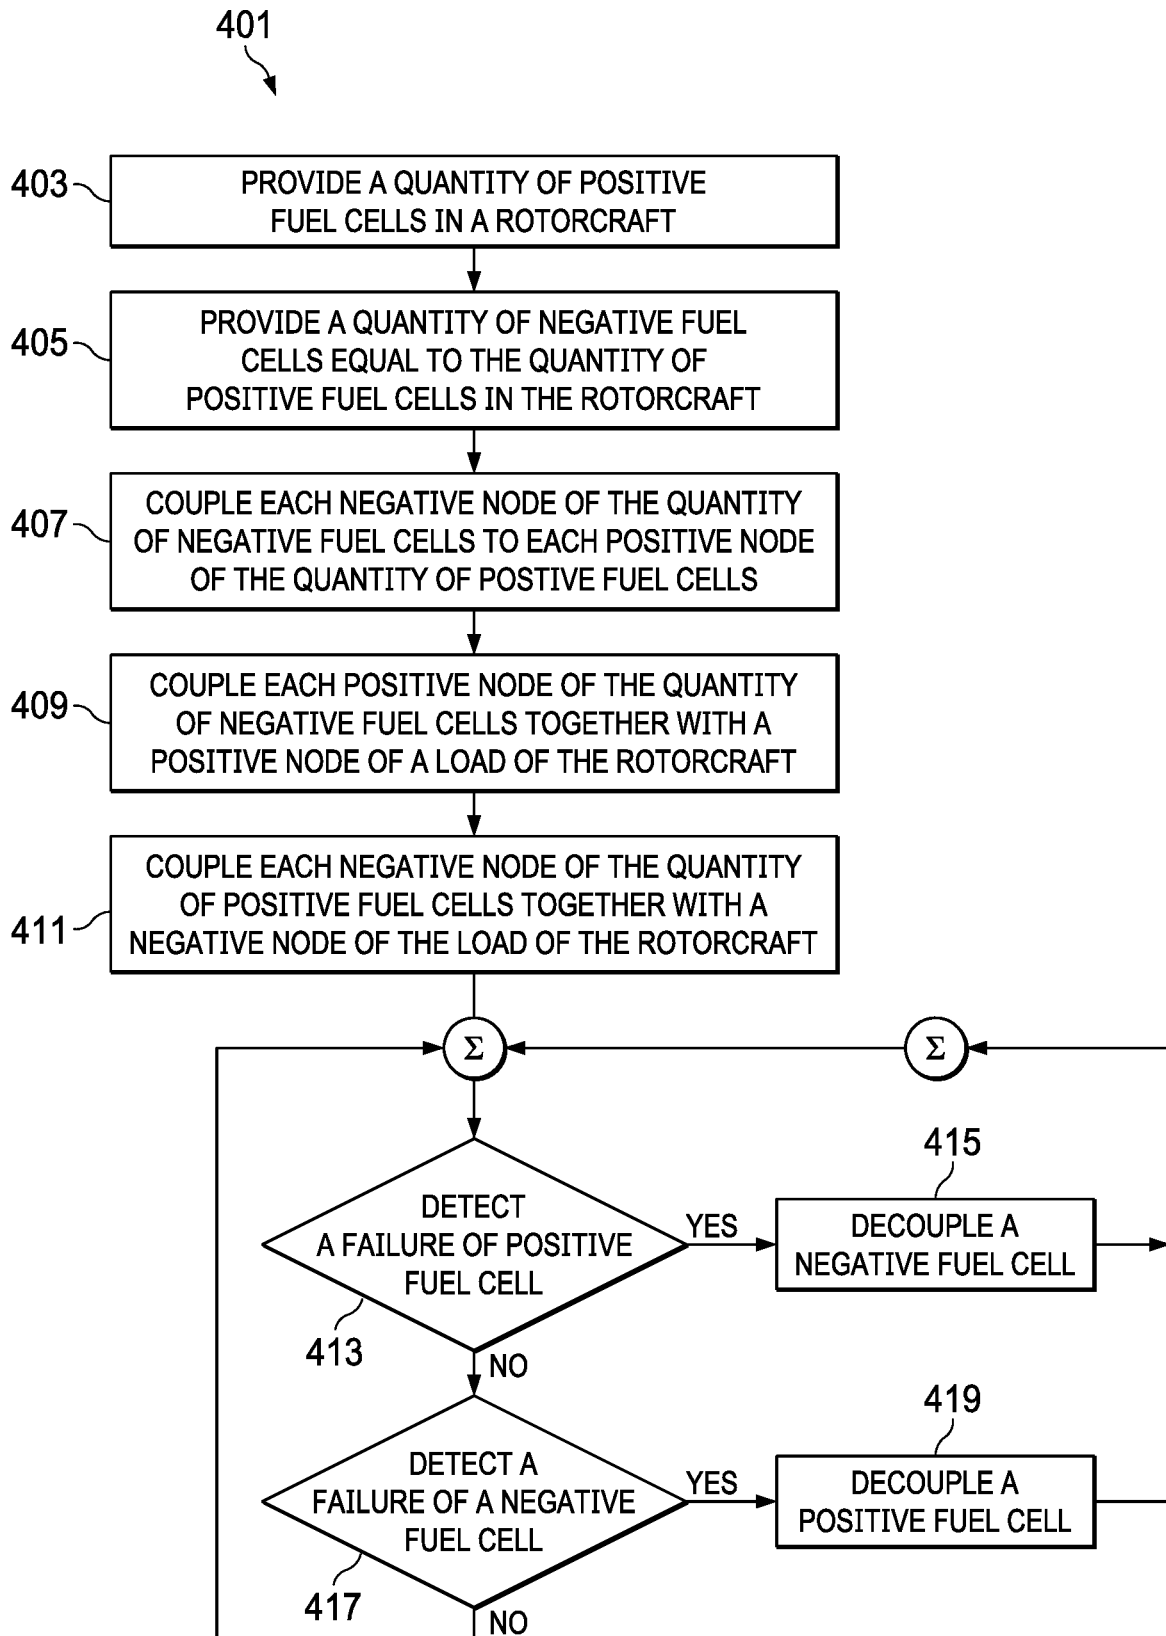 401
403
PROVIDE A QUANTITY OF POSITIVE
FUEL CELLS IN A ROTORCRAFT
405
PROVIDE A QUANTITY OF NEGATIVE FUEL
CELLS EQUAL TO THE QUANTITY OF
POSITIVE FUEL CELLS IN THE ROTORCRAFT
407
COUPLE EACH NEGATIVE NODE OF THE QUANTITY
OF NEGATIVE FUEL CELLS TO EACH POSITIVE NODE
OF THE QUANTITY OF POSTIVE FUEL CELLS
409
COUPLE EACH POSITIVE NODE OF THE QUANTITY
OF NEGATIVE FUEL CELLS TOGETHER WITH A
POSITIVE NODE OF A LOAD OF THE ROTORCRAFT
411
COUPLE EACH NEGATIVE NODE OF THE QUANTITY
OF POSITIVE FUEL CELLS TOGETHER WITH A
NEGATIVE NODE OF THE LOAD OF THE ROTORCRAFT
Σ
Σ
DETECT
A FAILURE OF POSITIVE
FUEL CELL
413
YES
NO
415
DECOUPLE A
NEGATIVE FUEL CELL
DETECT A
FAILURE OF A NEGATIVE
FUEL CELL
417
YES
NO
419
DECOUPLE A
POSITIVE FUEL CELL